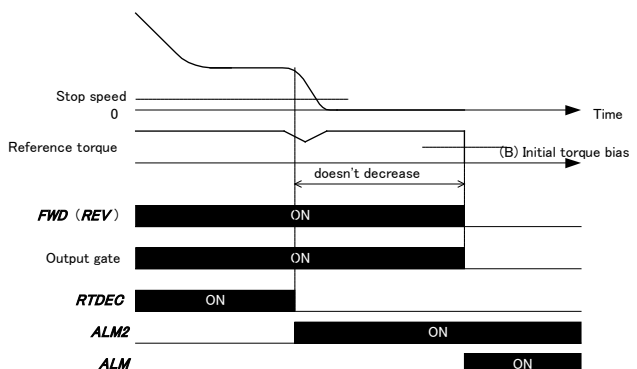 Stop speed
0
Time
Reference torque
(B) Initial torque bias
doesn't decrease
FWD (REV)
ON
Output gate
ON
RTDEC
ON
ALM2
ON
ALM
ON